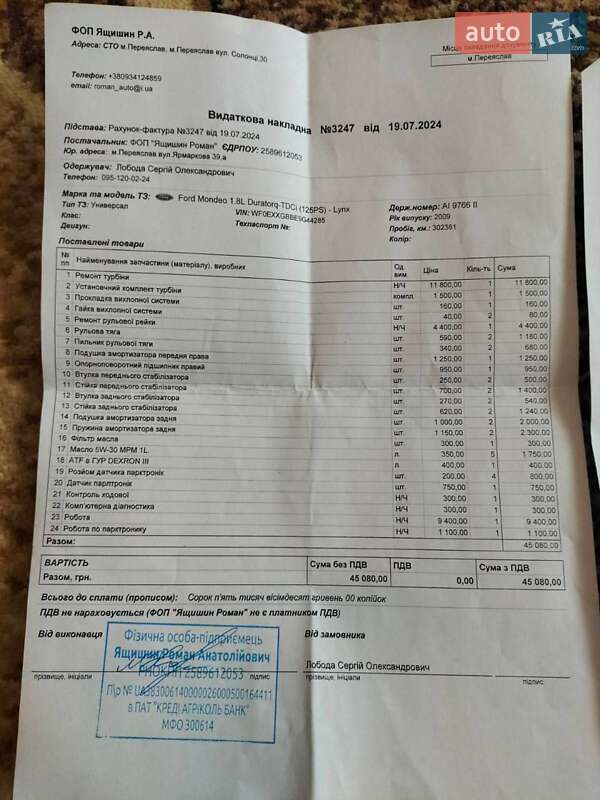 ФОП Ящишин Р.А.
Адреса: СТО м.Переяслав, м.Переяслав вул. Солонці,30
Місце складання документу
м.Переяслав
Телефон: +380934124859
email: roman_auto@i.ua
Видаткова накладна №3247 від 19.07.2024
Підстава: Рахунок-фактура №3247 від 19.07.2024
Постачальник: ФОП "Ящишин Роман" ЄДРПОУ: 2589612053
Юр. адреса: м.Переяслав вул.Ярмаркова 39,а
Одержувач: Лобода Сергій Олександрович
Телефон: 095-120-02-24
Марка та модель ТЗ: Ford Mondeo 1.8L Duratorq-TDCi (125PS) - Lynx
Держ.номер: AI 9766 II
Тип ТЗ: Универсал
VIN: WF0EXXGBBE9G44285
Рік випуску: 2009
Клас:
Техпаспорт №:
Пробіг, км.: 302381
Двигун:
Колір:
Поставлені товари
№ пп Найменування запчастини (матеріалу), виробник Од. вим. Ціна Кіль-ть Сума
1 Ремонт турбіни Н/Ч 11 800,00 1 11 800,00
2 Установчний комплект турбіни компл 1 500,00 1 1 500,00
3 Прокладка вихлопної системи шт. 160,00 1 160,00
4 Гайка вихлопної системи шт. 40,00 2 80,00
5 Ремонт рульової рейки Н/Ч 4 400,00 1 4 400,00
6 Рульова тяга шт. 590,00 2 1 180,00
7 Пильник рульової тяги шт. 340,00 2 680,00
8 Подушка амортизатора передня права шт. 1 250,00 1 1 250,00
9 Опорноповоротний підшипник правий шт. 950,00 1 950,00
10 Втулка переднього стабілізатора шт. 250,00 2 500,00
11 Стійка переднього стабілізатора шт. 700,00 2 1 400,00
12 Втулка заднього стабілізатора шт. 270,00 2 540,00
13 Стійка заднього стабілізатора шт. 620,00 2 1 240,00
14 Подушка амортизатора задня шт. 1 000,00 2 2 000,00
15 Пружина амортизатора задня шт. 1 150,00 2 2 300,00
16 Фільтр масла шт. 300,00 1 300,00
17 Масло 5W-30 MPM 1L. л. 350,00 5 1 750,00
18 ATF в ГУР DEXRON III л. 400,00 1 400,00
19 Розйом датчика парктронік шт. 200,00 4 800,00
20 Датчик парптронік шт. 750,00 1 750,00
21 Контроль ходової Н/Ч 300,00 1 300,00
22 Комп'ютерна діагностика Н/Ч 300,00 1 300,00
23 Робота Н/Ч 9 400,00 1 9 400,00
24 Робота по парктронику Н/Ч 1 100,00 1 1 100,00
Разом: 45 080,00
ВАРТІСТЬ Сума без ПДВ ПДВ Сума з ПДВ
Разом, грн. 45 080,00 0,00 45 080,00
Всього до сплати (прописом): Сорок п'ять тисяч вісімдесят гривень 00 копійок
ПДВ не нараховується (ФОП "Ящишин Роман" не є платником ПДВ)
Від виконавця
Від замовника
Фізична особа-підприємець
Ящишин Роман Анатолійович
РНОКПП 2589612053
П/р № UA383006140000026000500164411
в ПАТ "КРЕДІ АГРІКОЛЬ БАНК"
МФО 300614
Лобода Сергій Олександрович
прізвище, ініціали
підпис
прізвище, ініціали
підпис
auto RIA.com